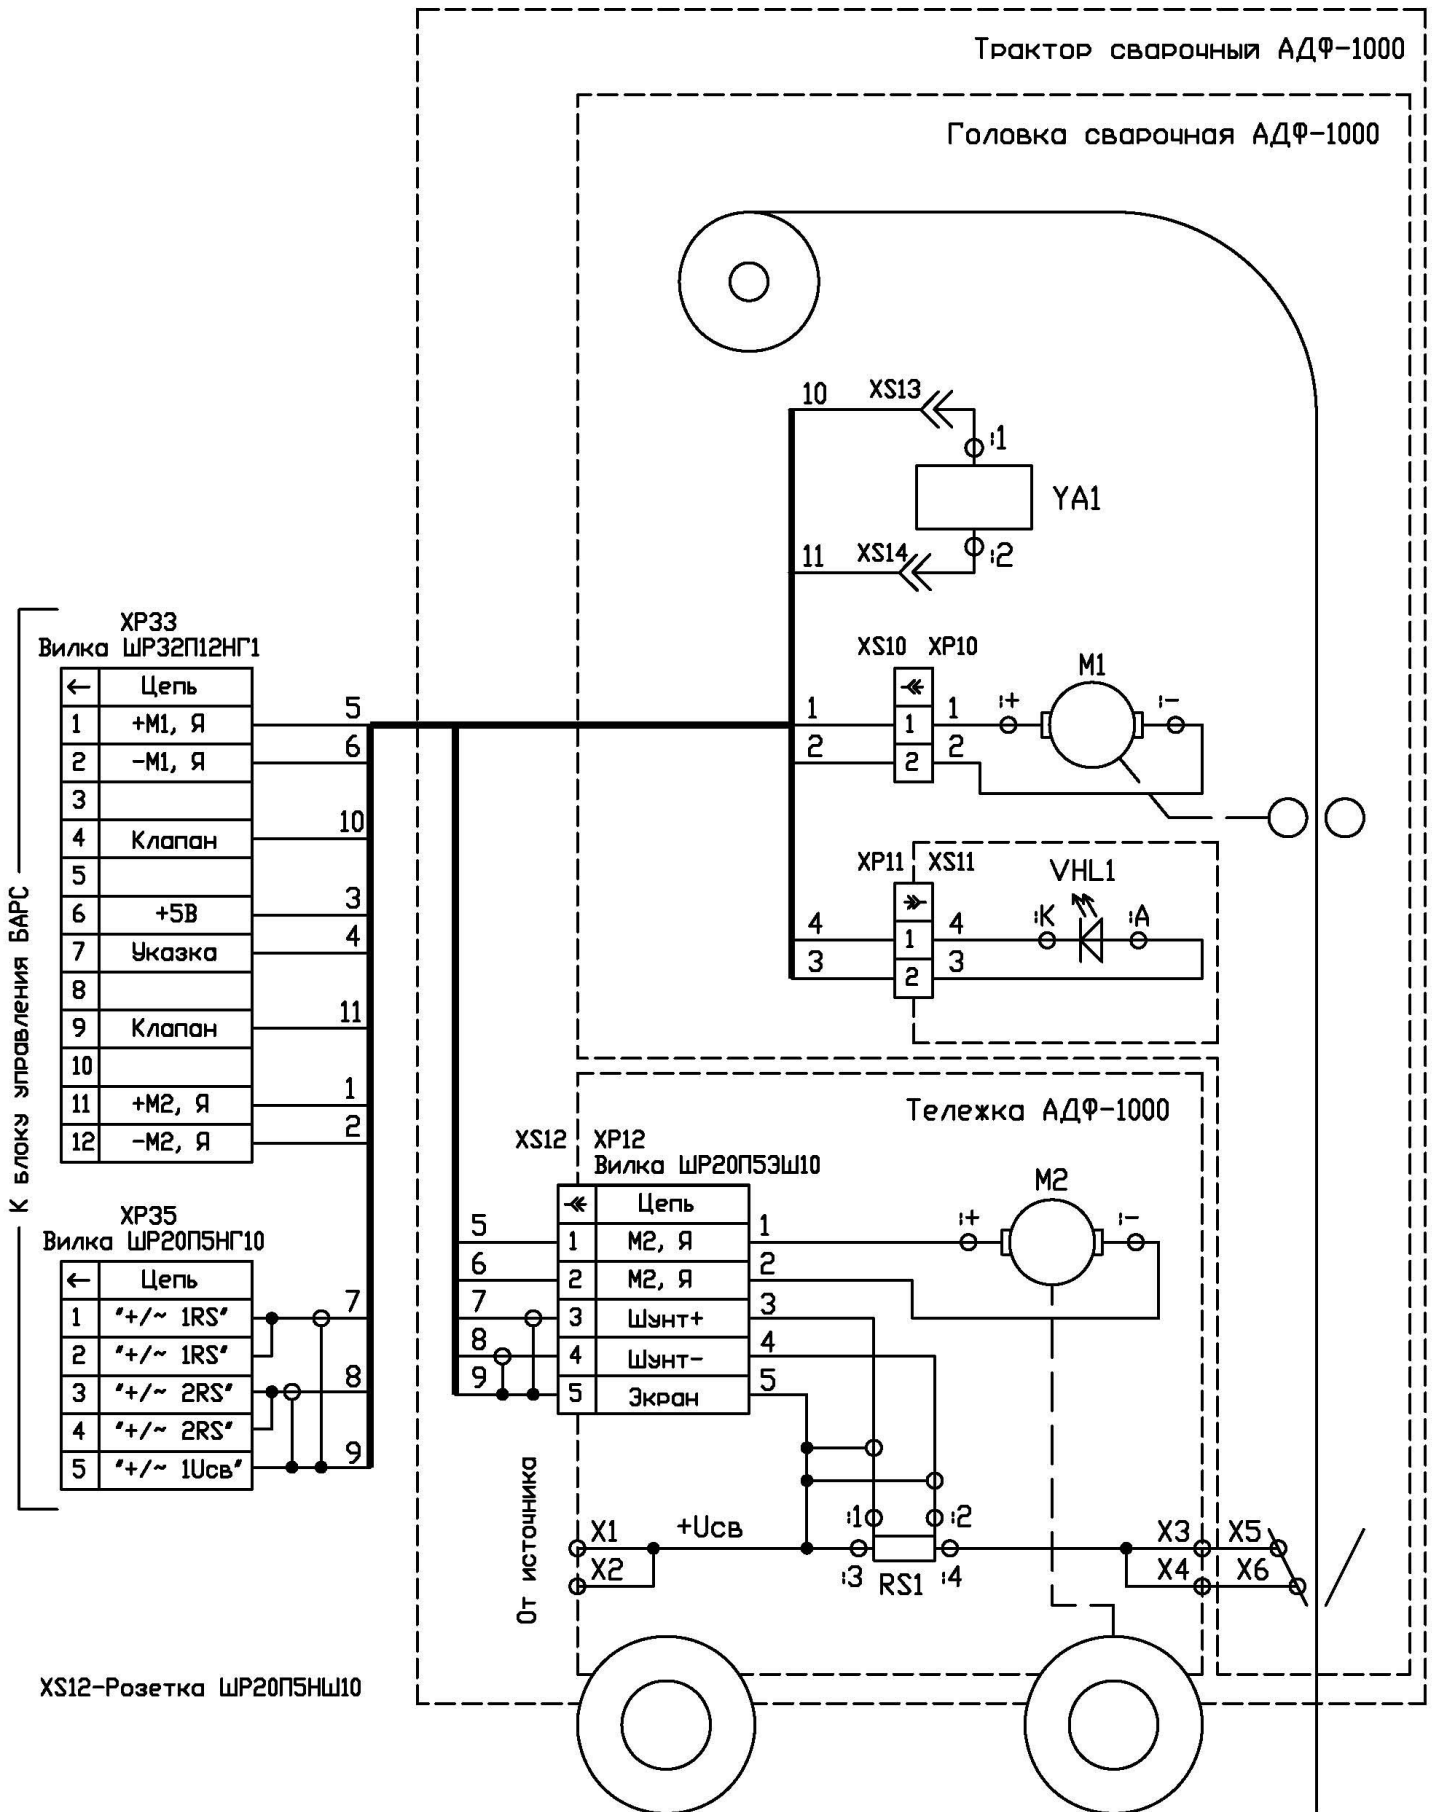 Трактор сварочный АДФ-1000
Головка сварочная АДФ-1000
10 XS13
:1
YA1
11 XS14 :2
XP33
Вилка ШР32П12НГ1
← Цепь
1 +М1, Я 5
2 -М1, Я 6
3
4 Клапан 10
5
6 +5В 3
7 Указка 4
8
9 Клапан 11
10
11 +М2, Я 1
12 -М2, Я 2
К блоку управления БАРС
XS10 XP10 М1
1 1 1 :+ :-
2 2 2
XP11 XS11 VHL1
4 1 4 :К :А
3 2 3
Тележка АДФ-1000
XS12 XP12
Вилка ШР20П5ЭШ10
Цепь
5 1 М2, Я 1 :+ М2 :-
6 2 М2, Я 2
7 3 Шунт+ 3
8 4 Шунт- 4
9 5 Экран 5
XP35
Вилка ШР20П5НГ10
← Цепь
1 "+/~ 1RS" 7
2 "+/~ 1RS"
3 "+/~ 2RS" 8
4 "+/~ 2RS"
5 "+/~ 1Uсв" 9
От источника
X1 +Uсв :1 :2 X3 X5
X2 :3 RS1 :4 X4 X6
XS12-Розетка ШР20П5НШ10